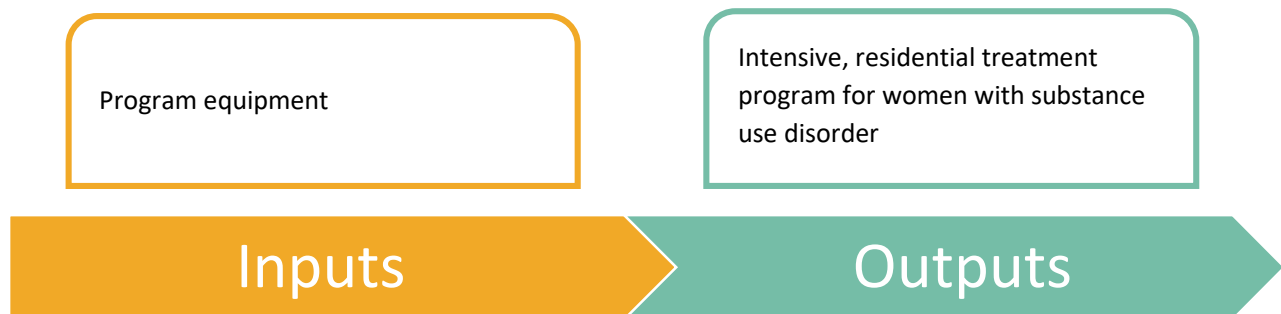 Program equipment
Intensive, residential treatment
program for women with substance
use disorder
Inputs
Outputs